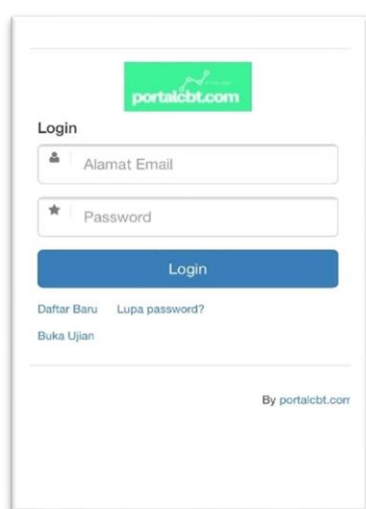 portalcbt.com
Login
Alamat Email
Password
Login
Daftar Baru Lupa password?
Buka Ujian
By portalcbt.com